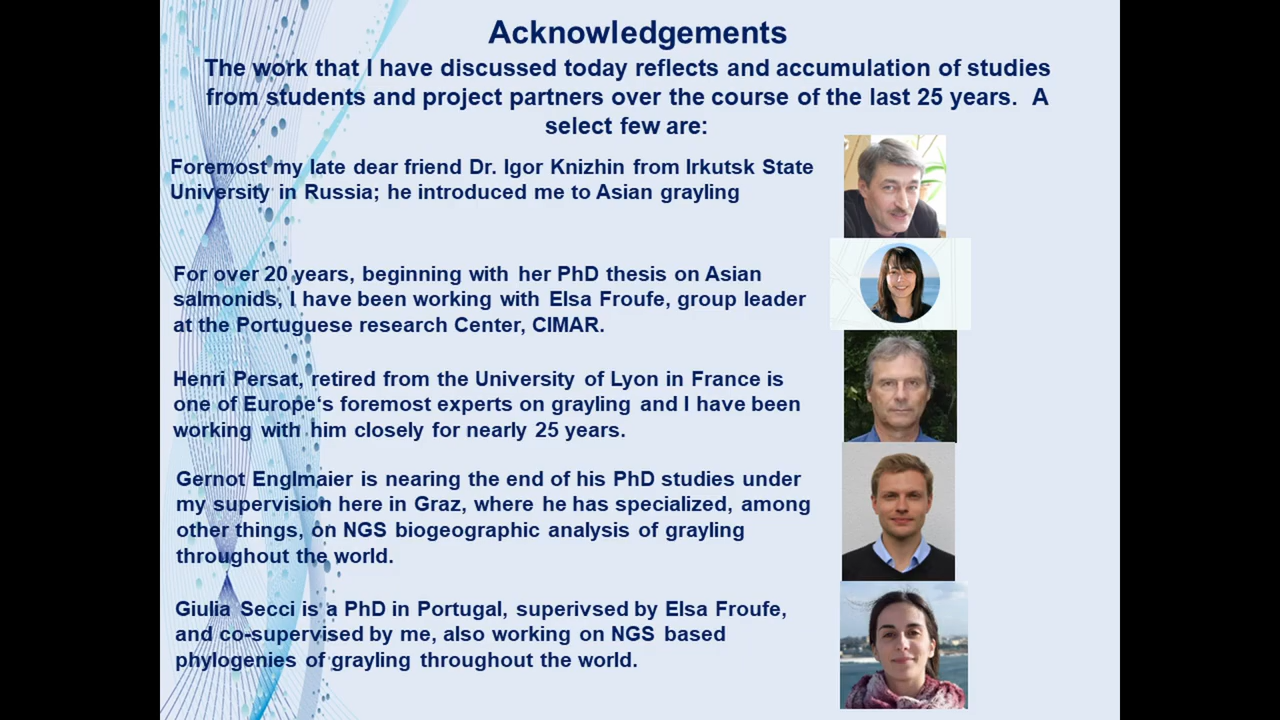 Acknowledgements
The work that I have discussed today reflects and accumulation of studies
from students and project partners over the course of the last 25 years. A
select few are:
Foremost my late dear friend Dr. Igor Knizhin from Irkutsk State
University in Russia; he introduced me to Asian grayling
For over 20 years, beginning with her PhD thesis on Asian
salmonids, I have been working with Elsa Froufe, group leader
at the Portuguese research Center, CIMAR.
Henri Persat, retired from the University of Lyon in France is
one of Europe‘s foremost experts on grayling and I have been
working with him closely for nearly 25 years.
Gernot Englmaier is nearing the end of his PhD studies under
my supervision here in Graz, where he has specialized, among
other things, on NGS biogeographic analysis of grayling
throughout the world.
Giulia Secci is a PhD in Portugal, superivsed by Elsa Froufe,
and co-supervised by me, also working on NGS based
phylogenies of grayling throughout the world.